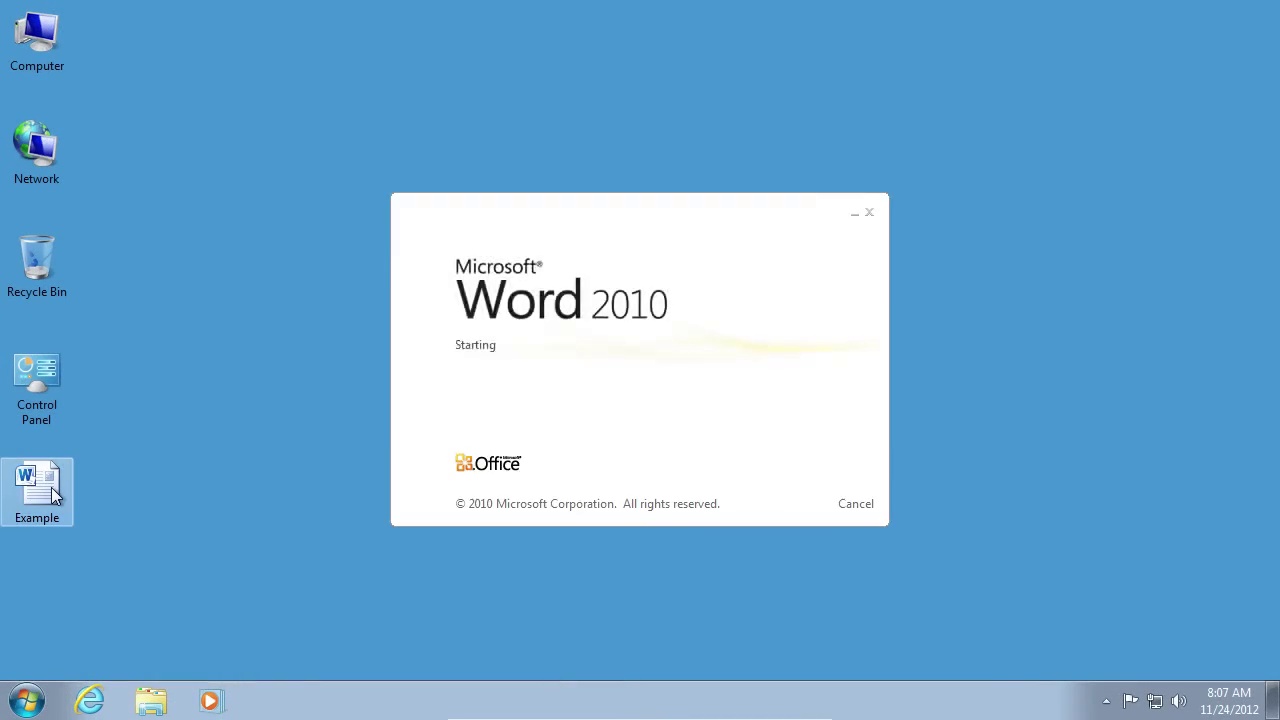 Computer
Network
Recycle Bin
Control
Panel
Example
Microsoft®
Word 2010
Starting
Microsoft®
Office
© 2010 Microsoft Corporation.  All rights reserved.
Cancel
8:07 AM
11/24/2012